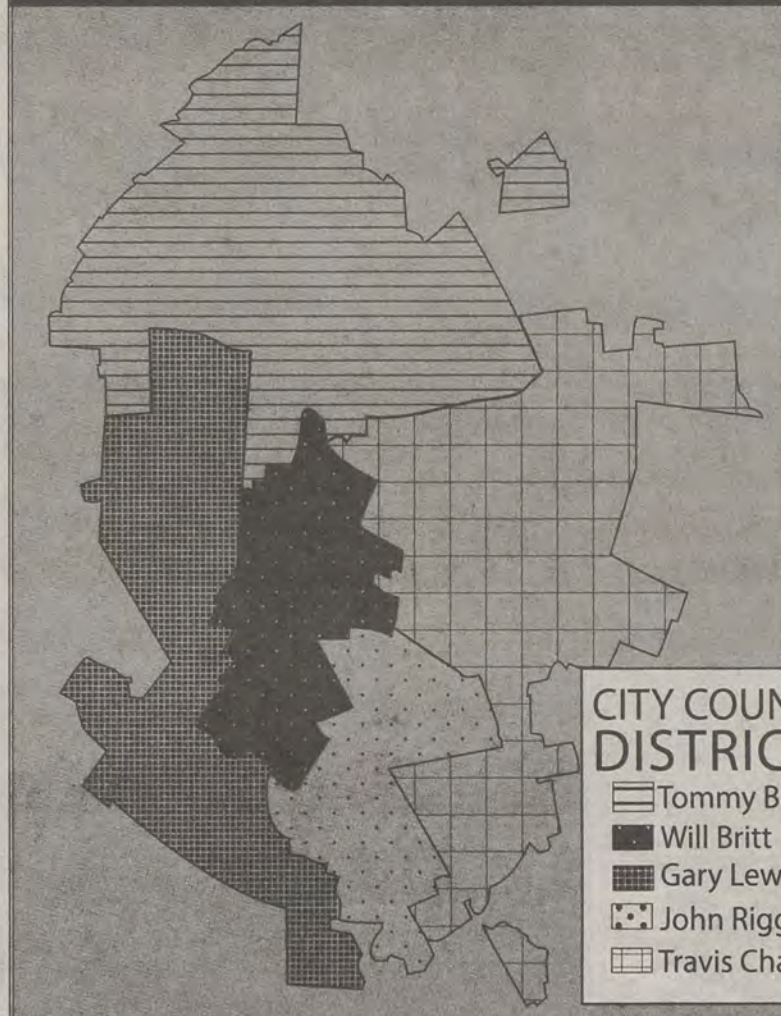 CITY COUN
DISTRIC
Tommy B
Will Britt
Gary Lew
John Rigg
Travis Cha